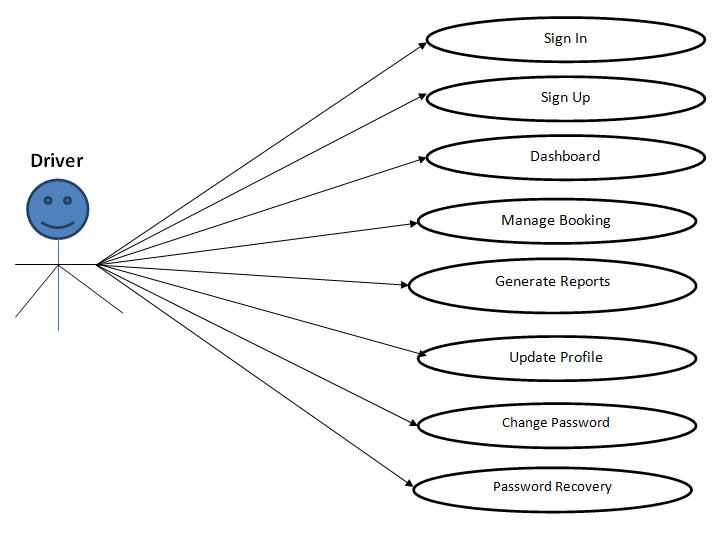 Driver
Sign In
Sign Up
Dashboard
Manage Booking
Generate Reports
Update Profile
Change Password
Password Recovery